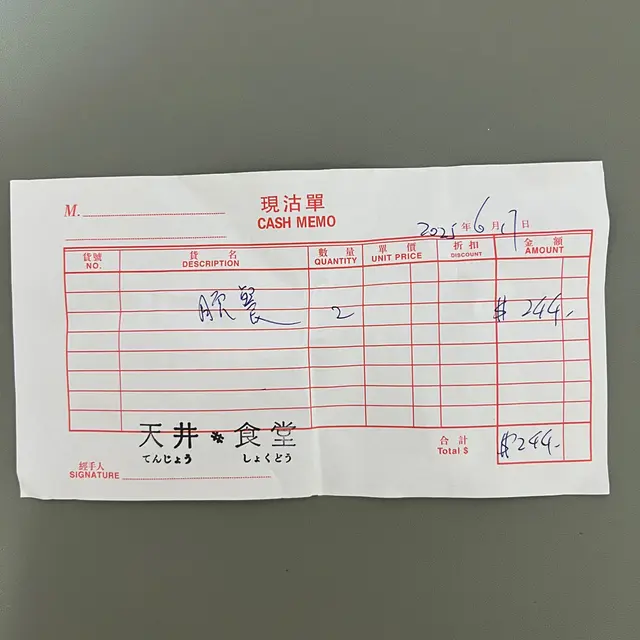 現沽單
CASH MEMO
M.
2025年6月17日
貨號 貨名 數量 單價 折扣 金額
NO. DESCRIPTION QUANTITY UNIT PRICE DISCOUNT AMOUNT
晚餐 2 $244.
天井 食堂
てんじょう しょくどう
合計 $244.
Total $
經手人
SIGNATURE